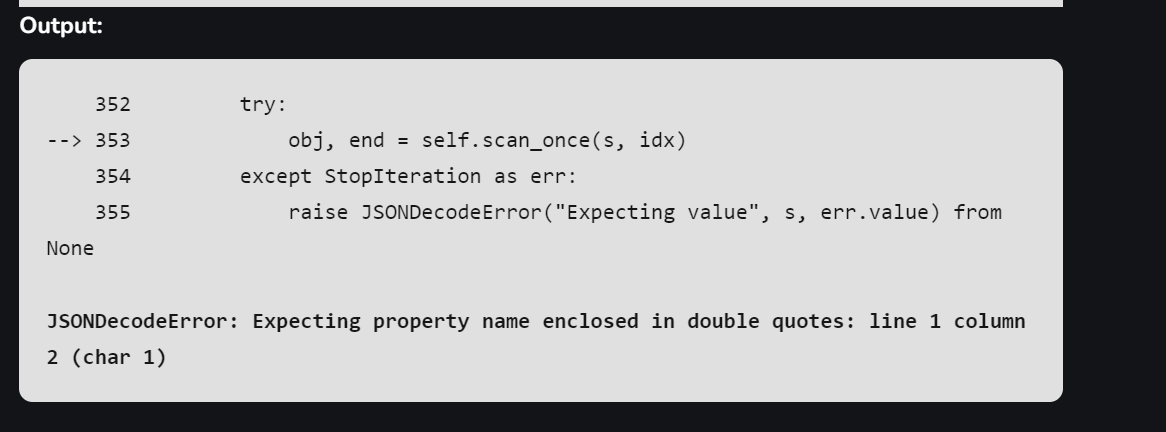 Output:
352 try:
--> 353 obj, end = self.scan_once(s, idx)
354 except StopIteration as err:
355 raise JSONDecodeError("Expecting value", s, err.value) from
None
JSONDecodeError: Expecting property name enclosed in double quotes: line 1 column
2 (char 1)